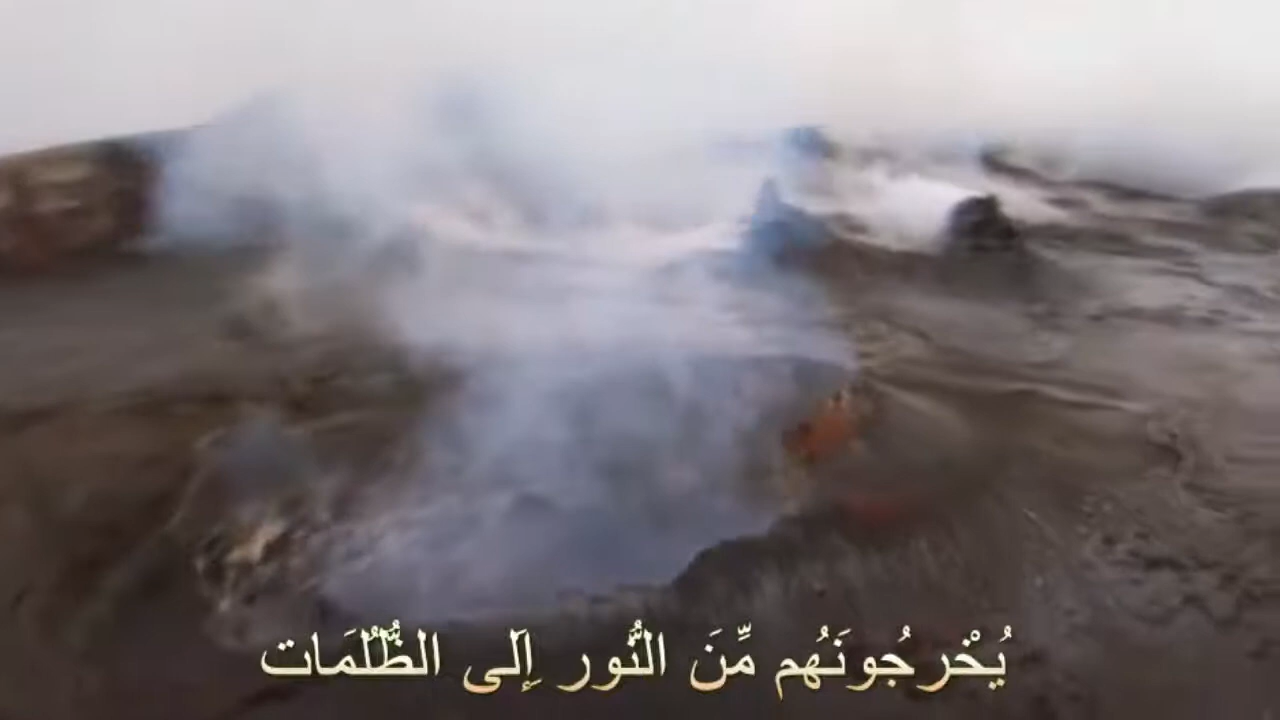 يُخْرِجُونَهُم مِّنَ النُّورِ إِلَى الظُّلُمَات